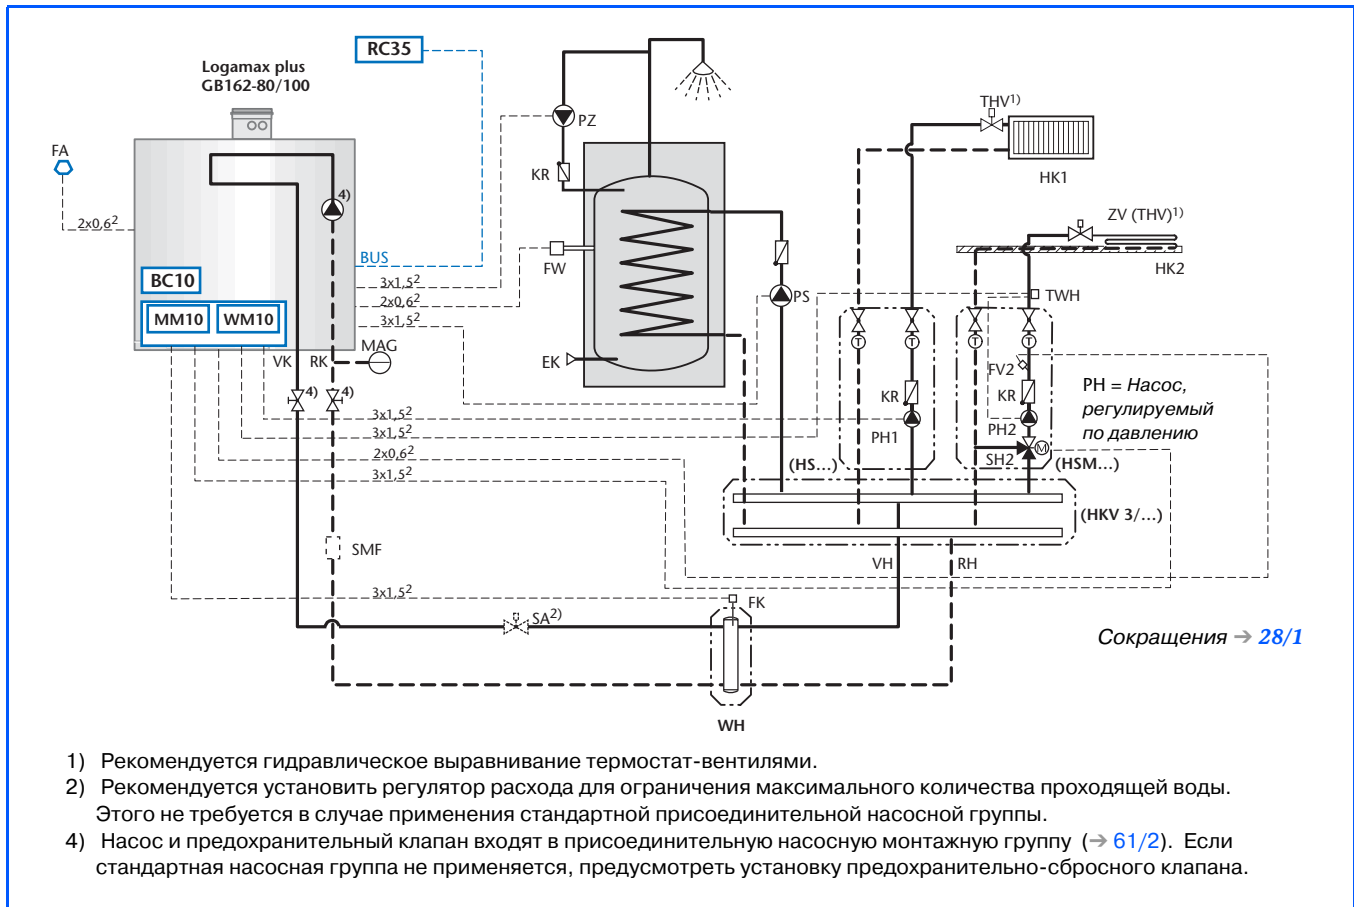 RC35
Logamax plus
GB162-80/100
FA
2x0,6²
BUS
BC10
MM10
WM10
3x1,5²
2x0,6²
3x1,5²
4)
VK
RK
MAG
4)
4)
PZ
KR
FW
EK
PS
THV¹⁾
HK1
ZV (THV)¹⁾
HK2
TWH
T
T
T
T
FV2
KR
KR
PH1
PH2
SH2
M
PH = Насос,
регулируемый
по давлению
(HS...)
(HSM...)
(HKV 3/...)
3x1,5²
3x1,5²
2x0,6²
3x1,5²
SMF
VH
RH
3x1,5²
SA²⁾
FK
WH
Сокращения → 28/1
1) Рекомендуется гидравлическое выравнивание термостат-вентилями.
2) Рекомендуется установить регулятор расхода для ограничения максимального количества проходящей воды.
Этого не требуется в случае применения стандартной присоединительной насосной группы.
4) Насос и предохранительный клапан входят в присоединительную насосную монтажную группу (→ 61/2). Если
стандартная насосная группа не применяется, предусмотреть установку предохранительно-сбросного клапана.